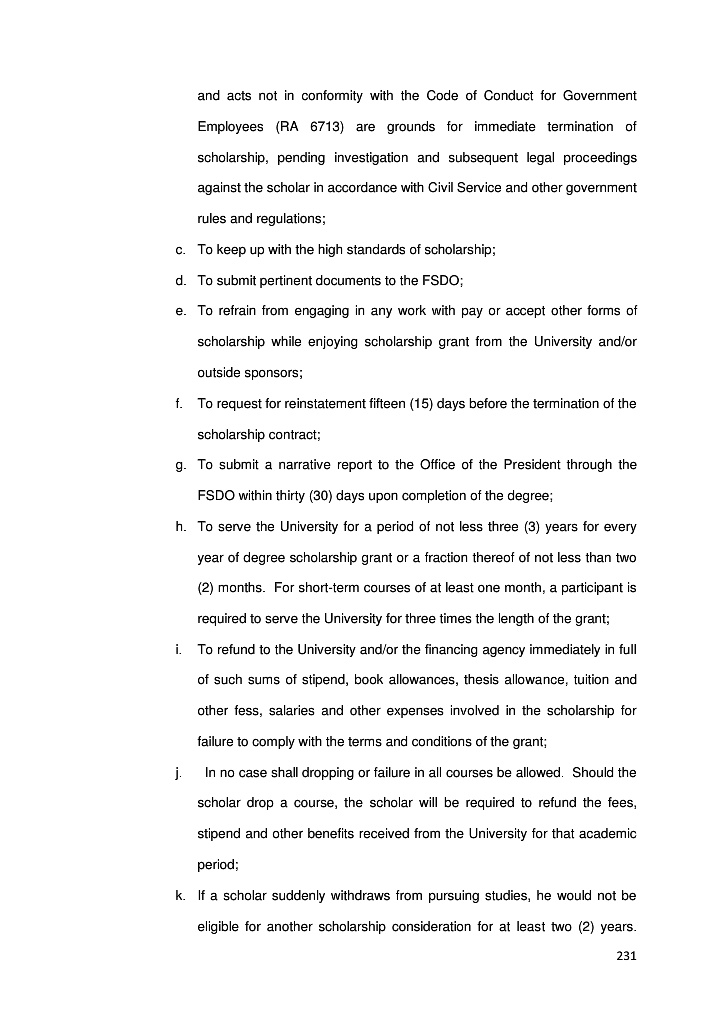 and acts not in conformity with the Code of Conduct for Government
Employees (RA 6713) are grounds for immediate termination of
scholarship, pending investigation and subsequent legal proceedings
against the scholar in accordance with Civil Service and other government
rules and regulations;
c. To keep up with the high standards of scholarship;
d. To submit pertinent documents to the FSDO;
e. To refrain from engaging in any work with pay or accept other forms of
scholarship while enjoying scholarship grant from the University and/or
outside sponsors;
f. To request for reinstatement fifteen (15) days before the termination of the
scholarship contract;
g. To submit a narrative report to the Office of the President through the
FSDO within thirty (30) days upon completion of the degree;
h. To serve the University for a period of not less three (3) years for every
year of degree scholarship grant or a fraction thereof of not less than two
(2) months. For short-term courses of at least one month, a participant is
required to serve the University for three times the length of the grant;
i. To refund to the University and/or the financing agency immediately in full
of such sums of stipend, book allowances, thesis allowance, tuition and
other fess, salaries and other expenses involved in the scholarship for
failure to comply with the terms and conditions of the grant;
j. In no case shall dropping or failure in all courses be allowed. Should the
scholar drop a course, the scholar will be required to refund the fees,
stipend and other benefits received from the University for that academic
period;
k. If a scholar suddenly withdraws from pursuing studies, he would not be
eligible for another scholarship consideration for at least two (2) years.
231